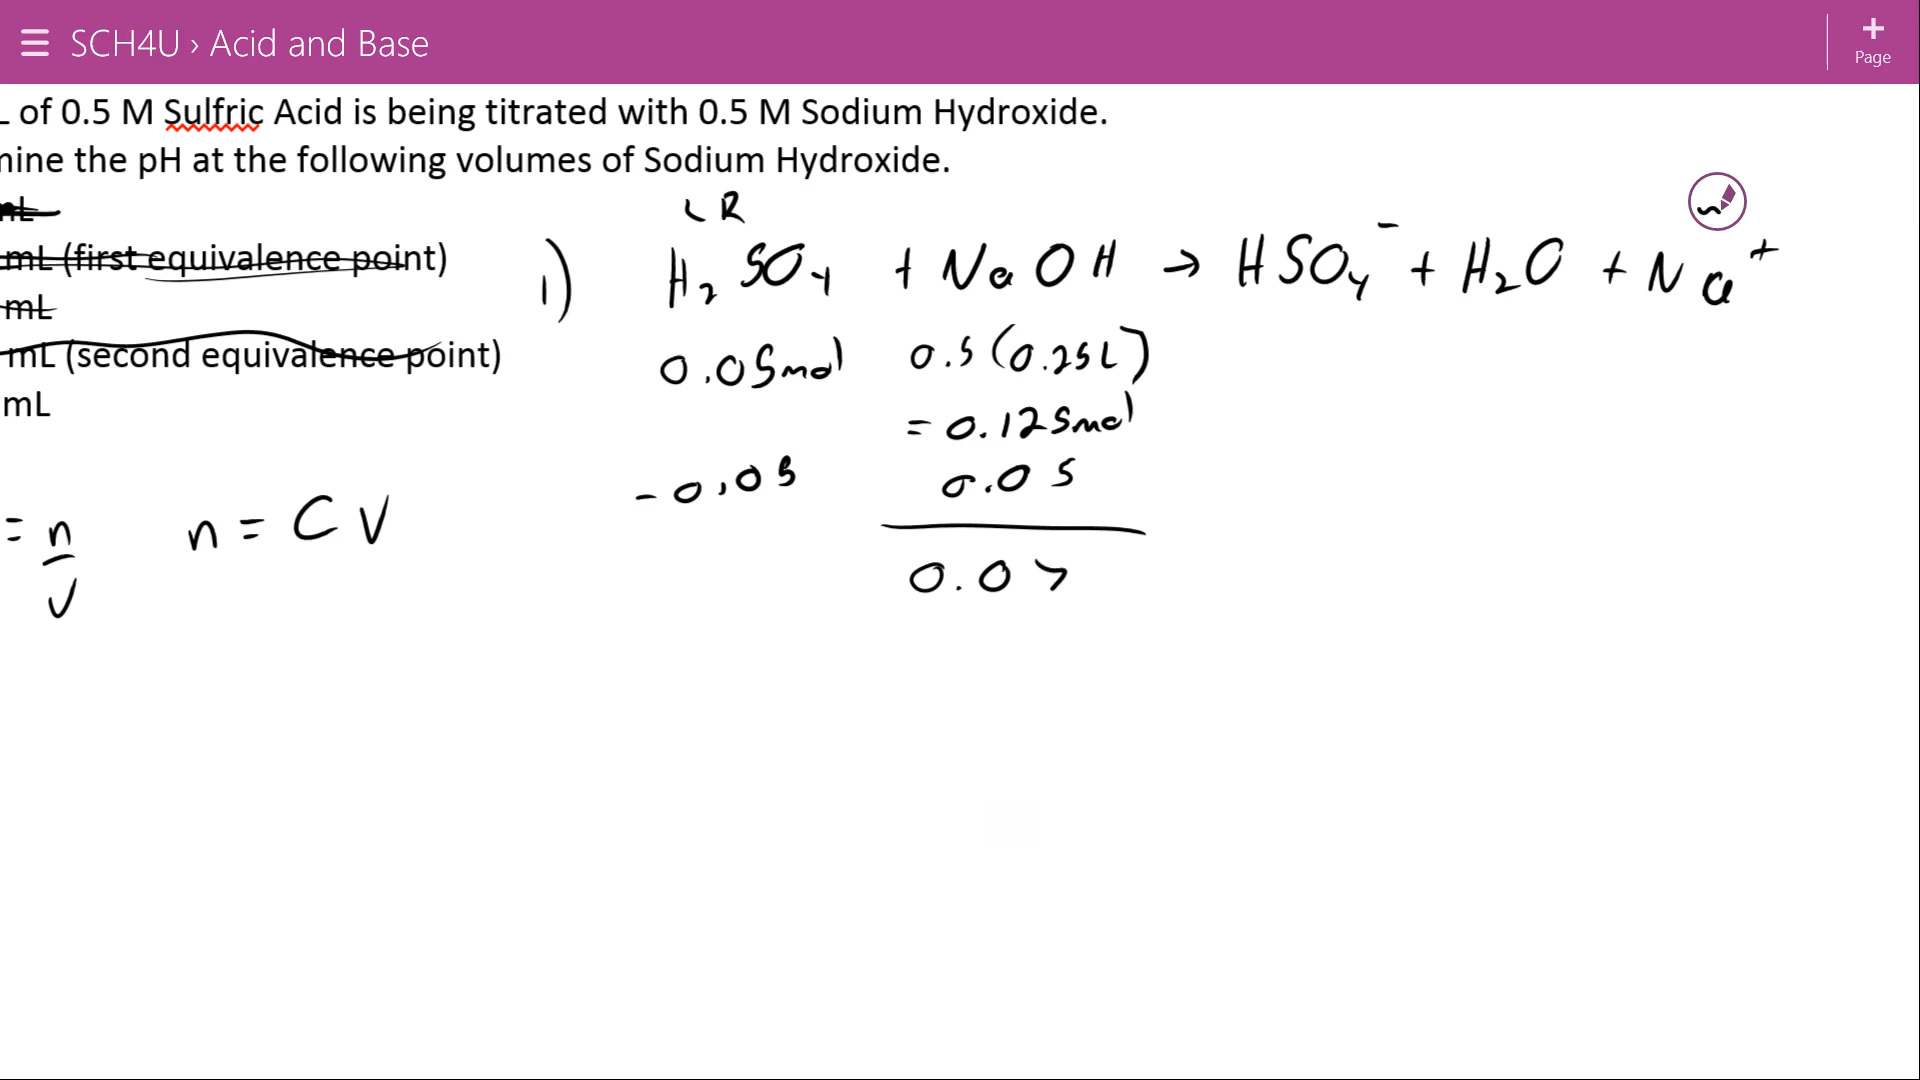 SCH4U › Acid and Base
Page
L of 0.5 M Sulfric Acid is being titrated with 0.5 M Sodium Hydroxide.
mine the pH at the following volumes of Sodium Hydroxide.
mL
mL (first equivalence point)
mL
mL (second equivalence point)
mL
LR
1) H₂SO₄ + NaOH → HSO₄⁻ + H₂O + Na⁺
0.05mol 0.5(0.25L)
= 0.125mol
-0.05 0.05
0.07
= n/V n = CV